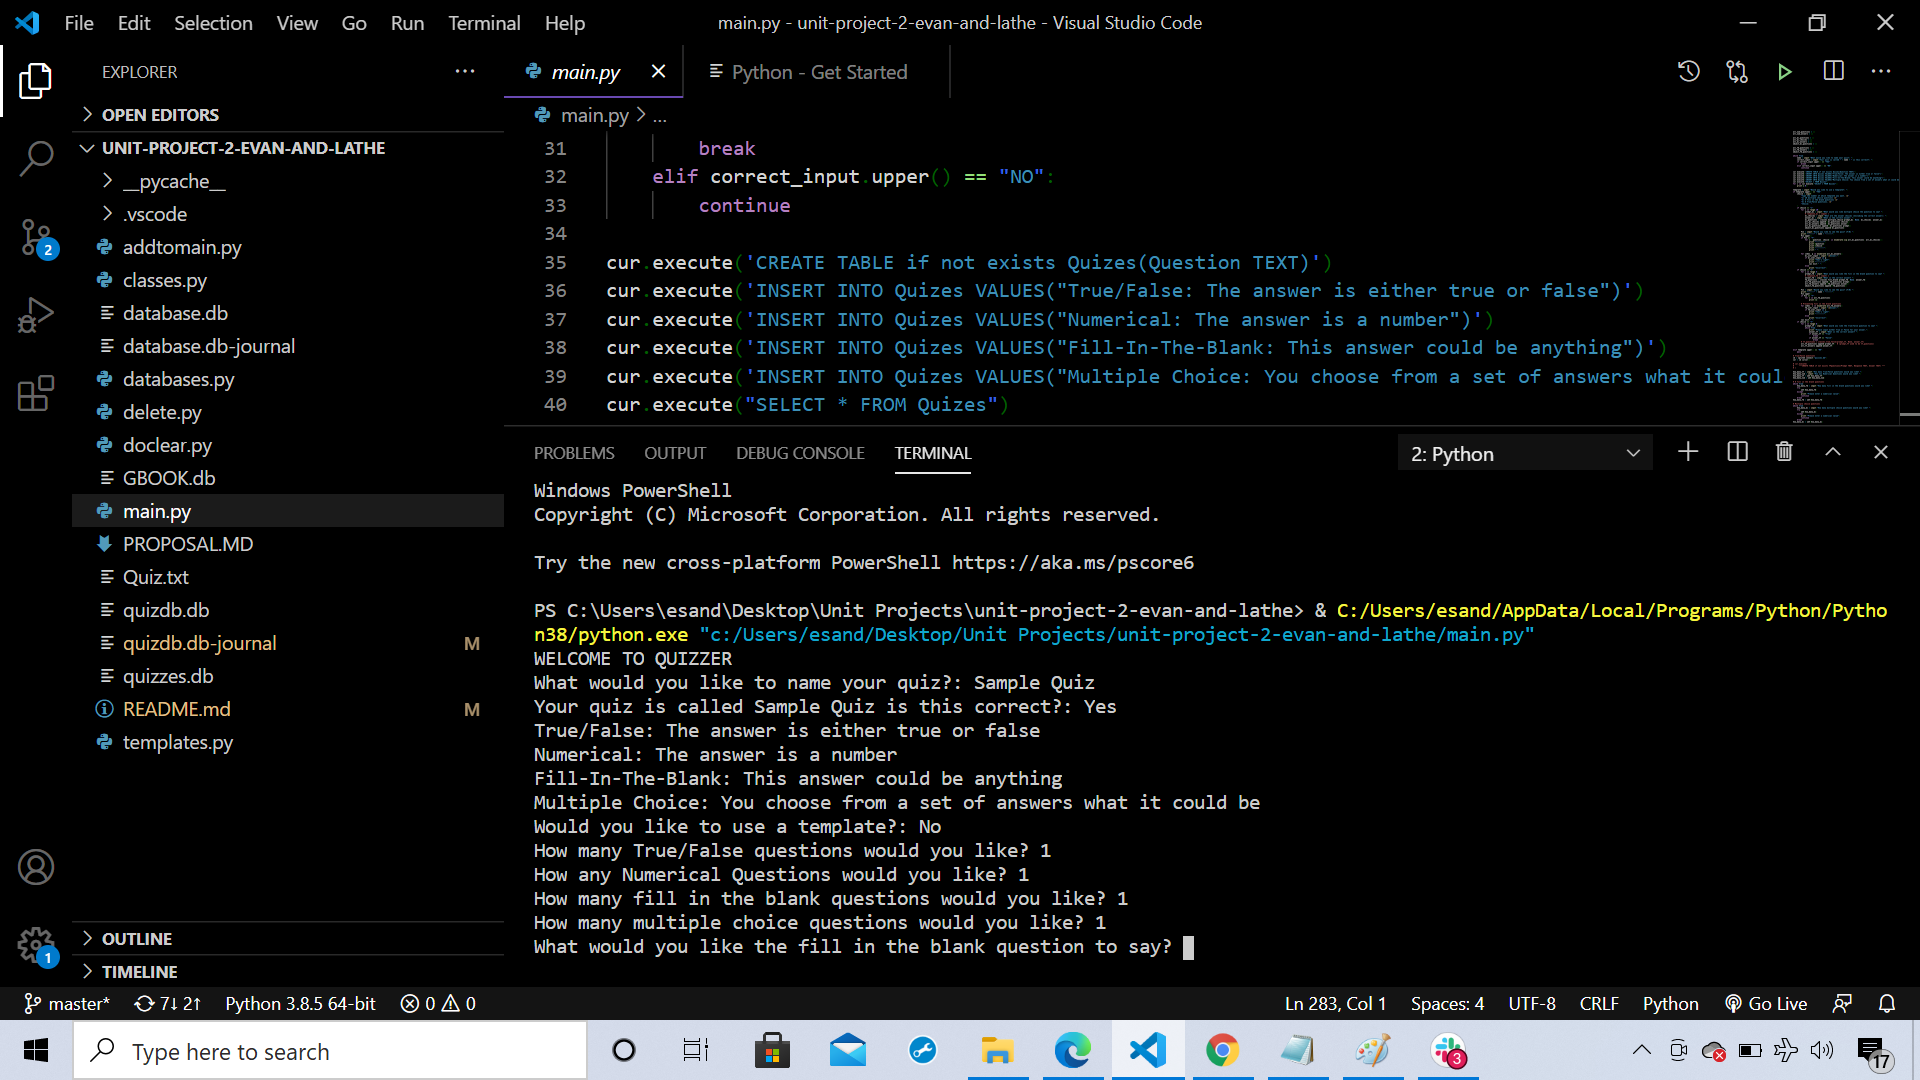 File Edit Selection View Go Run Terminal Help
main.py - unit-project-2-evan-and-lathe - Visual Studio Code
EXPLORER
OPEN EDITORS
UNIT-PROJECT-2-EVAN-AND-LATHE
__pycache__
.vscode
addtomain.py
classes.py
database.db
database.db-journal
databases.py
delete.py
doclear.py
GBOOK.db
main.py
PROPOSAL.MD
Quiz.txt
quizdb.db
quizdb.db-journal M
quizzes.db
README.md M
templates.py
OUTLINE
TIMELINE
2
1
main.py
Python - Get Started
main.py > ...
31 break
32 elif correct_input.upper() == "NO":
33 continue
34
35 cur.execute('CREATE TABLE if not exists Quizes(Question TEXT)')
36 cur.execute('INSERT INTO Quizes VALUES("True/False: The answer is either true or false")')
37 cur.execute('INSERT INTO Quizes VALUES("Numerical: The answer is a number")')
38 cur.execute('INSERT INTO Quizes VALUES("Fill-In-The-Blank: This answer could be anything")')
39 cur.execute('INSERT INTO Quizes VALUES("Multiple Choice: You choose from a set of answers what it coul
40 cur.execute("SELECT * FROM Quizes")
PROBLEMS OUTPUT DEBUG CONSOLE TERMINAL
2: Python
Windows PowerShell
Copyright (C) Microsoft Corporation. All rights reserved.
Try the new cross-platform PowerShell https://aka.ms/pscore6
PS C:\Users\esand\Desktop\Unit Projects\unit-project-2-evan-and-lathe> & C:/Users/esand/AppData/Local/Programs/Python/Pytho
n38/python.exe "c:/Users/esand/Desktop/Unit Projects/unit-project-2-evan-and-lathe/main.py"
WELCOME TO QUIZZER
What would you like to name your quiz?: Sample Quiz
Your quiz is called Sample Quiz is this correct?: Yes
True/False: The answer is either true or false
Numerical: The answer is a number
Fill-In-The-Blank: This answer could be anything
Multiple Choice: You choose from a set of answers what it could be
Would you like to use a template?: No
How many True/False questions would you like? 1
How any Numerical Questions would you like? 1
How many fill in the blank questions would you like? 1
How many multiple choice questions would you like? 1
What would you like the fill in the blank question to say?
master* 7↓ 2↑ Python 3.8.5 64-bit 0 0
Ln 283, Col 1 Spaces: 4 UTF-8 CRLF Python Go Live
Type here to search
3
17